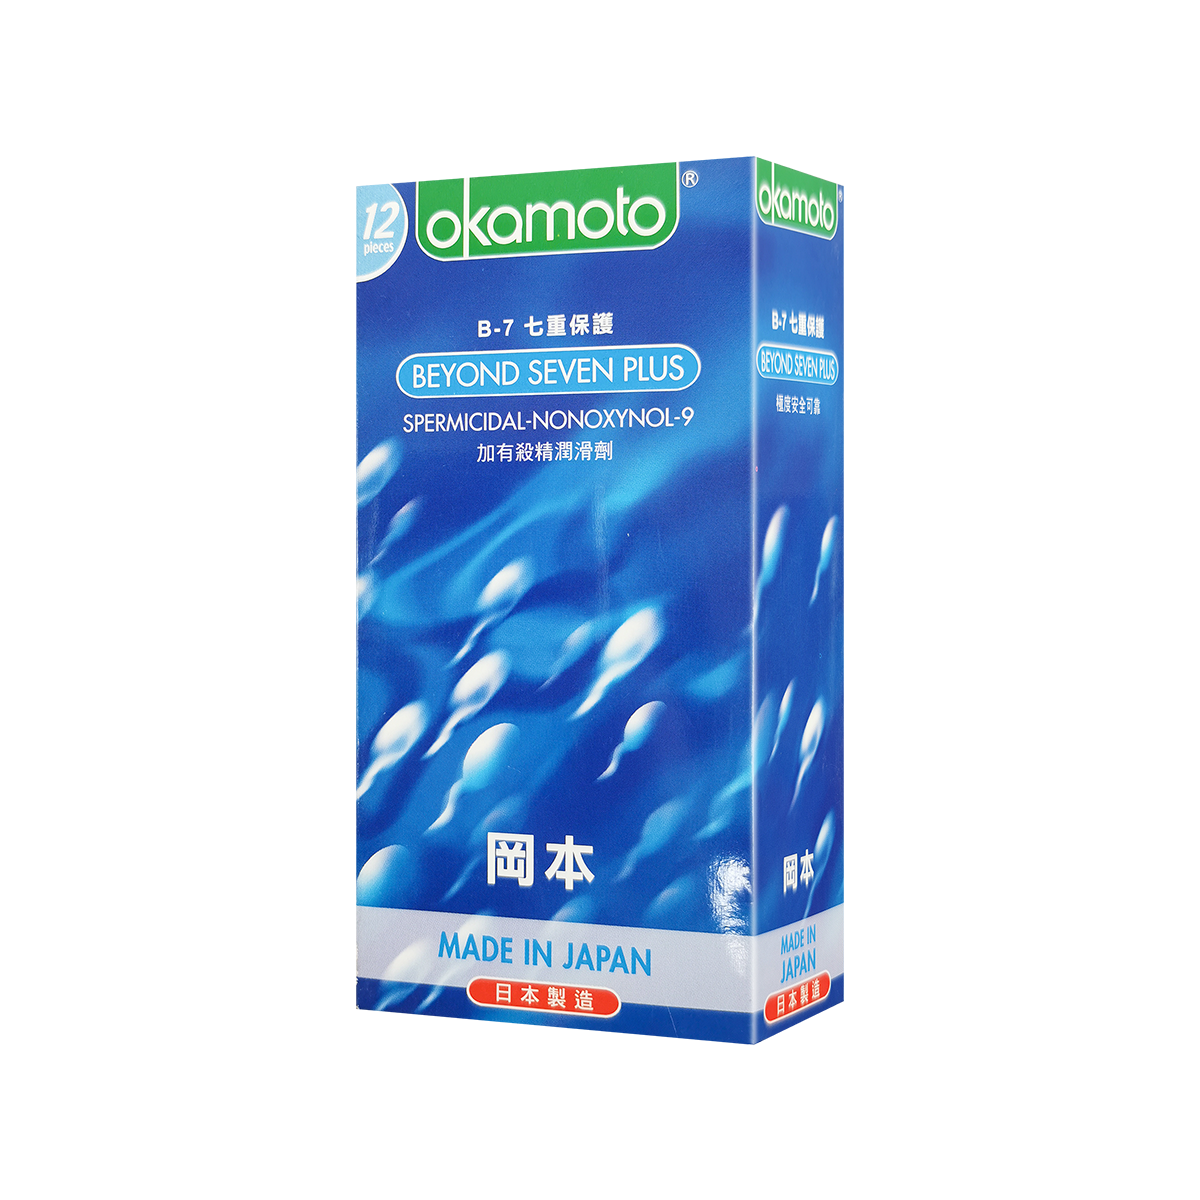 12
pieces
okamoto®
B-7 七重保護
BEYOND SEVEN PLUS
SPERMICIDAL-NONOXYNOL-9
加有殺精潤滑劑
岡本
MADE IN JAPAN
日本製造
okamoto®
B-7 七重保護
BEYOND SEVEN PLUS
極度安全可靠
岡本
MADE IN
JAPAN
日本製造